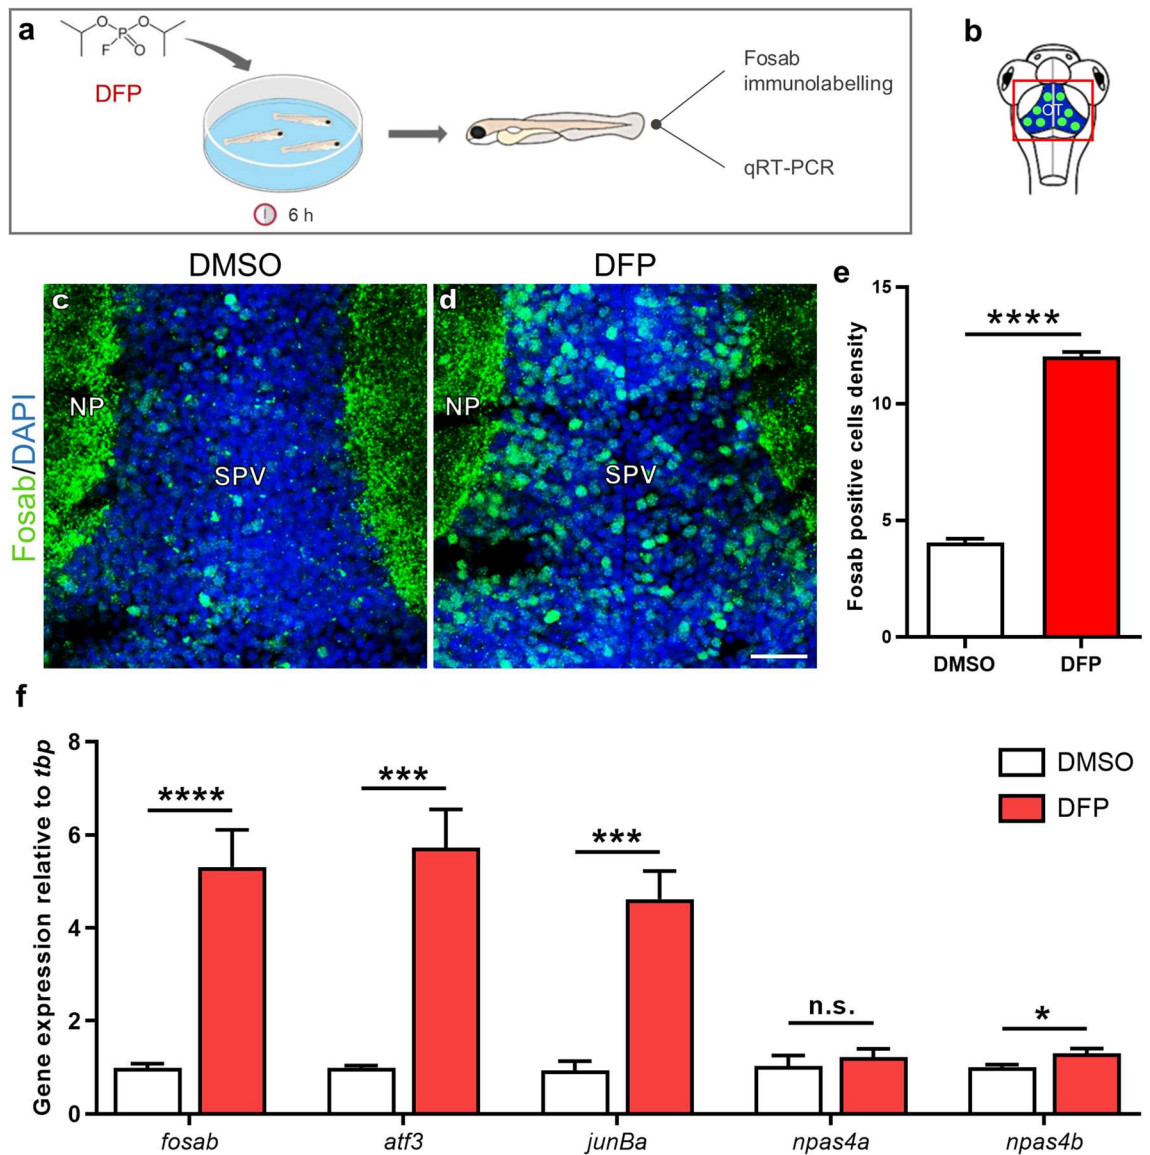 a
O
O
P
F
O
DFP
6 h
Fosab
immunolabelling
qRT-PCR
b
OT
DMSO
DFP
Fosab/DAPI
c
NP
SPV
d
NP
SPV
e
Fosab positive cells density
15
10
5
0
****
DMSO
DFP
f
Gene expression relative to tbp
8
6
4
2
0
****
***
***
n.s.
*
DMSO
DFP
fosab
atf3
junBa
npas4a
npas4b